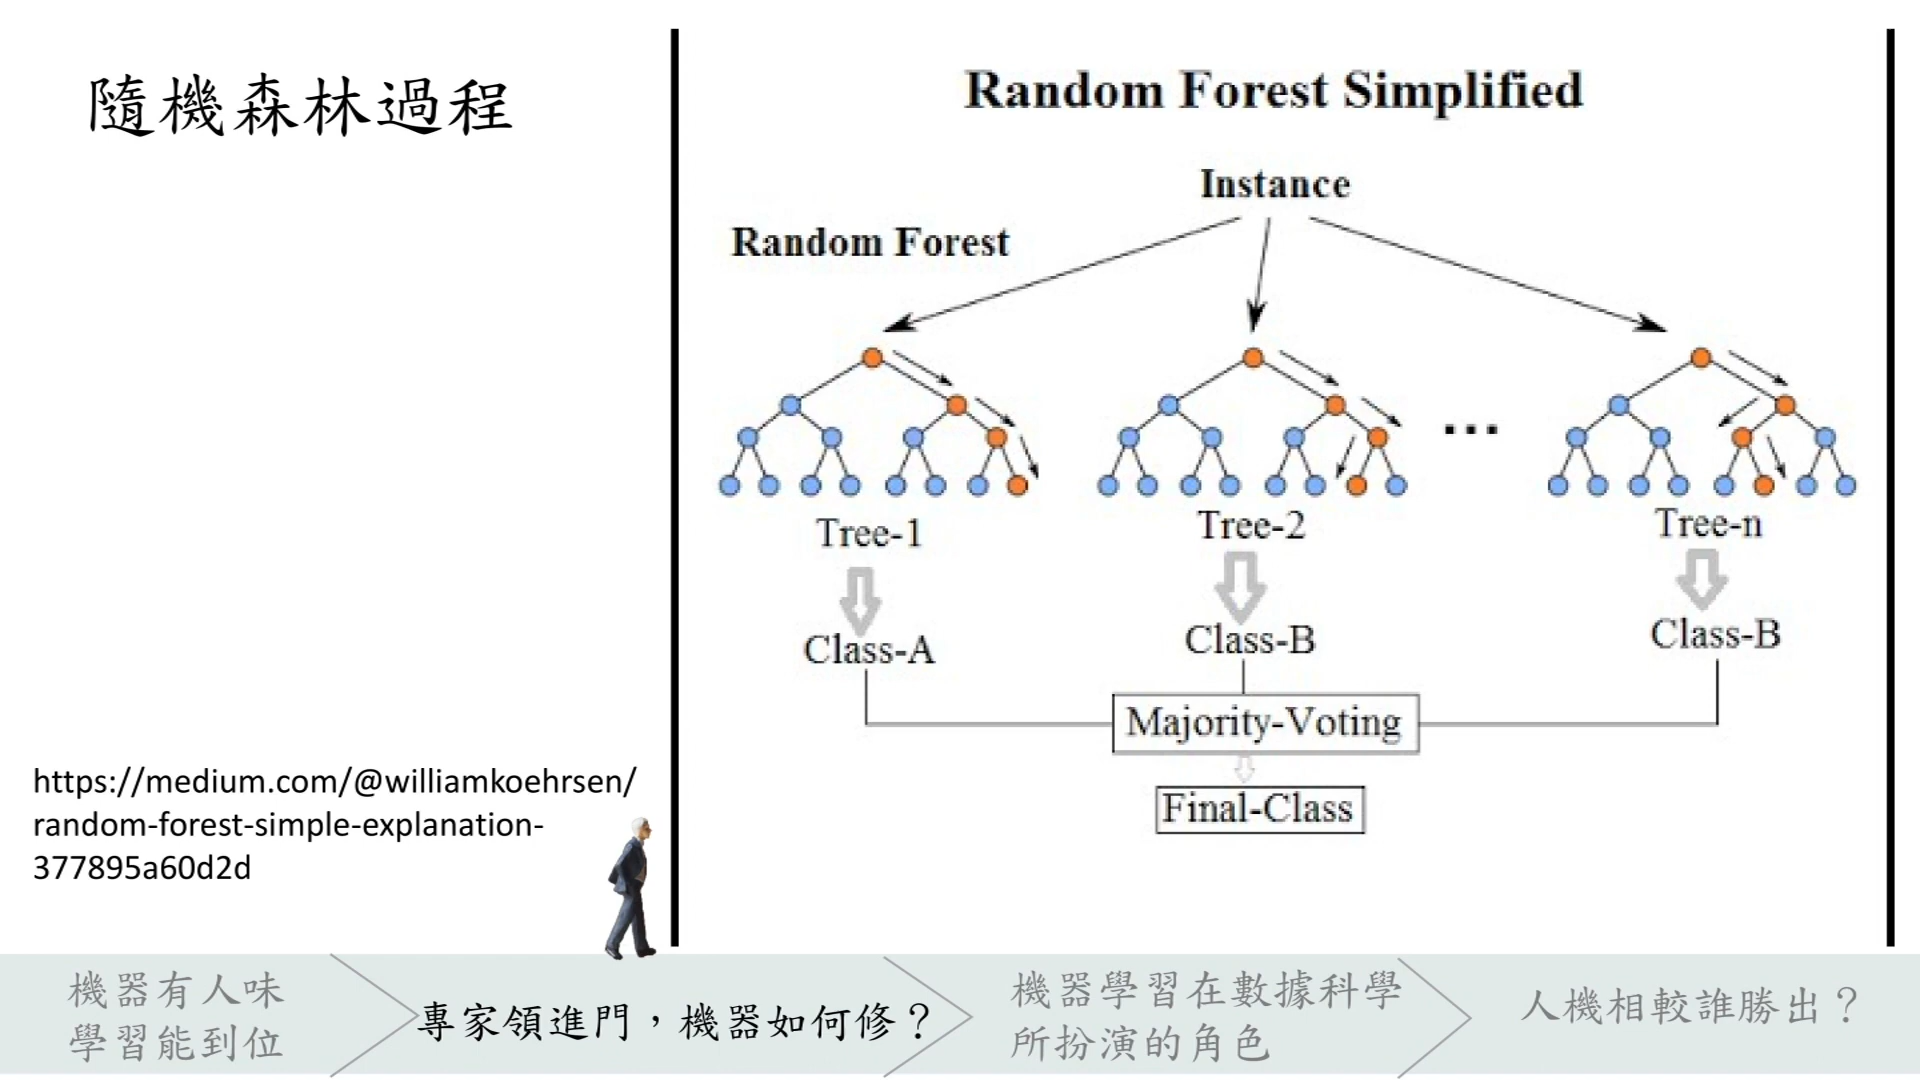 隨機森林過程
Random Forest Simplified
Instance
Random Forest
...
Tree-1
Tree-2
Tree-n
Class-A
Class-B
Class-B
Majority-Voting
Final-Class
https://medium.com/@williamkoehrsen/
random-forest-simple-explanation-
377895a60d2d
機器有人味
學習能到位
專家領進門，機器如何修？
機器學習在數據科學
所扮演的角色
人機相較誰勝出？